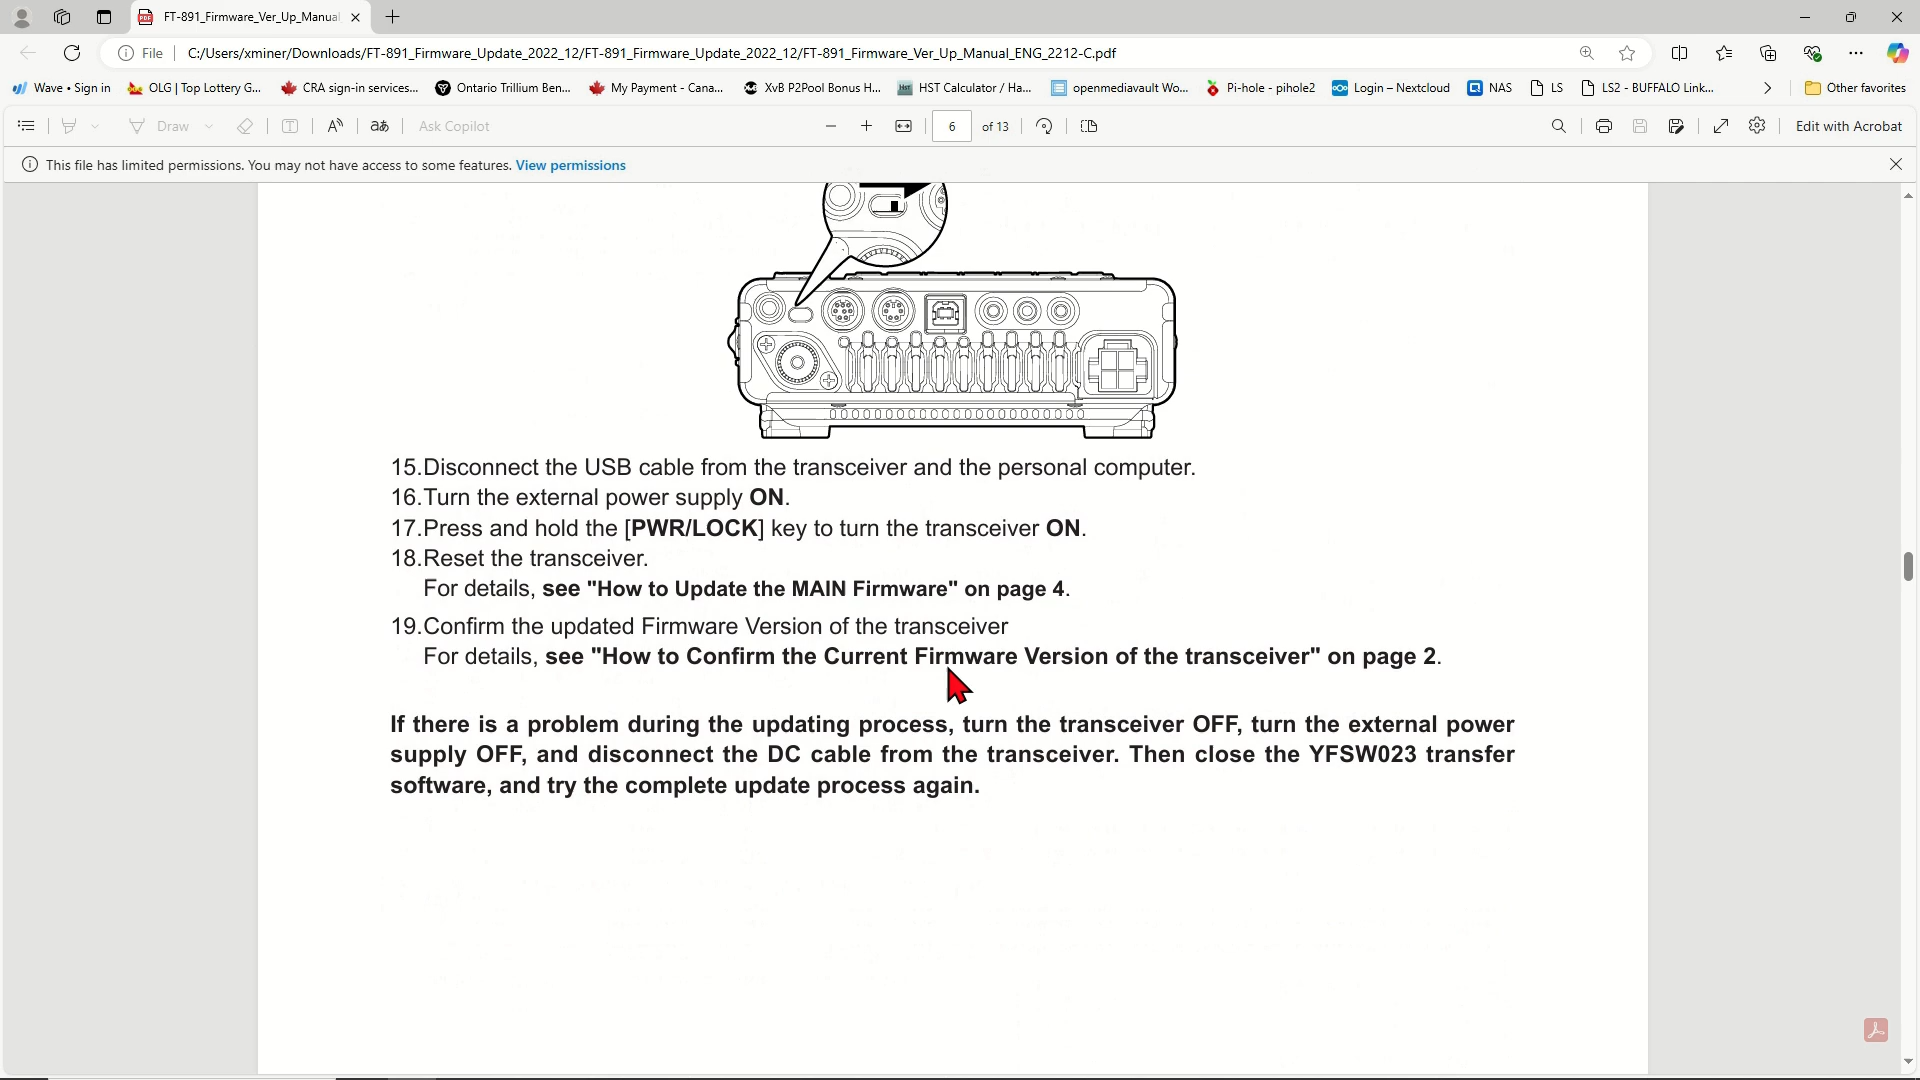 FT-891_Firmware_Ver_Up_Manual
File
C:/Users/xminer/Downloads/FT-891_Firmware_Update_2022_12/FT-891_Firmware_Update_2022_12/FT-891_Firmware_Ver_Up_Manual_ENG_2212-C.pdf
Wave • Sign in
OLG | Top Lottery G...
CRA sign-in services...
Ontario Trillium Ben...
My Payment - Cana...
XvB P2Pool Bonus H...
HST Calculator / Ha...
openmediavault Wo...
Pi-hole - pihole2
Login – Nextcloud
NAS
LS
LS2 - BUFFALO Link...
Other favorites
Draw
Ask Copilot
6 of 13
Edit with Acrobat
This file has limited permissions. You may not have access to some features. View permissions
15.Disconnect the USB cable from the transceiver and the personal computer.
16.Turn the external power supply ON.
17.Press and hold the [PWR/LOCK] key to turn the transceiver ON.
18.Reset the transceiver.
For details, see "How to Update the MAIN Firmware" on page 4.
19.Confirm the updated Firmware Version of the transceiver
For details, see "How to Confirm the Current Firmware Version of the transceiver" on page 2.
If there is a problem during the updating process, turn the transceiver OFF, turn the external power
supply OFF, and disconnect the DC cable from the transceiver. Then close the YFSW023 transfer
software, and try the complete update process again.